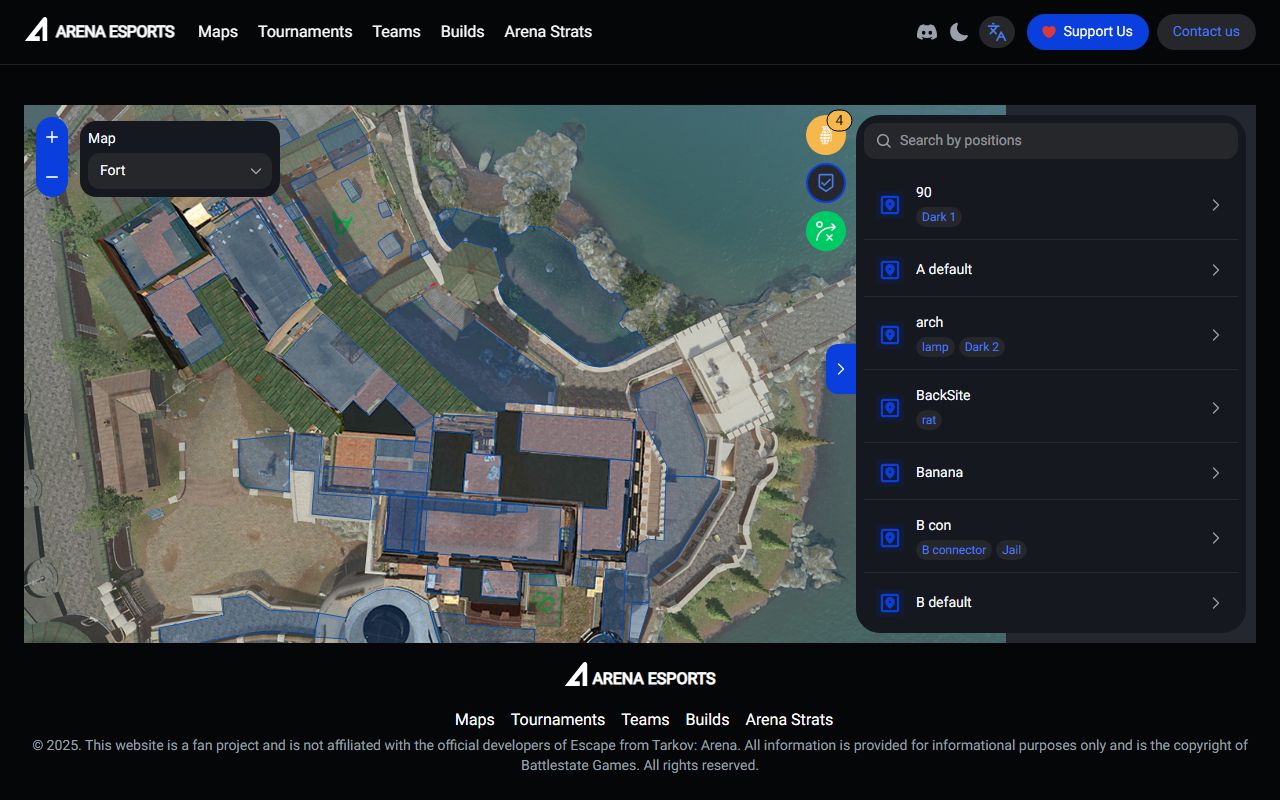 ARENA ESPORTS
Maps
Tournaments
Teams
Builds
Arena Strats
Support Us
Contact us
Map
Fort
4
Search by positions
90
Dark 1
A default
arch
lamp
Dark 2
BackSite
rat
Banana
B con
B connector
Jail
B default
ARENA ESPORTS
Maps
Tournaments
Teams
Builds
Arena Strats
© 2025. This website is a fan project and is not affiliated with the official developers of Escape from Tarkov: Arena. All information is provided for informational purposes only and is the copyright of
Battlestate Games. All rights reserved.